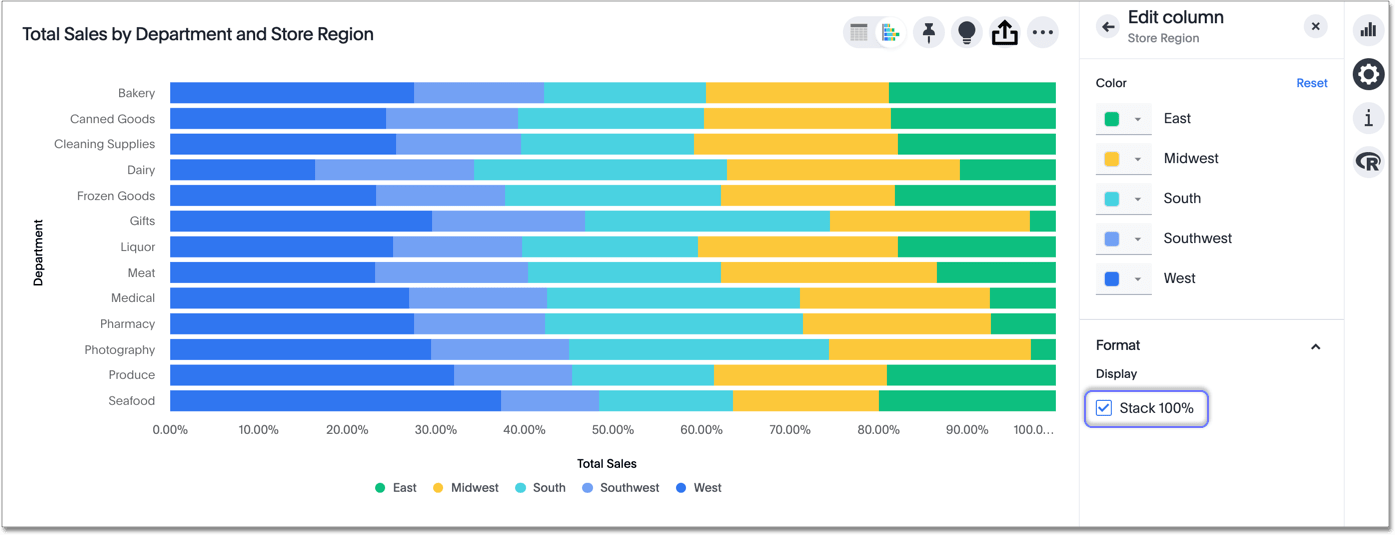 Total Sales by Department and Store Region
Bakery
Canned Goods
Cleaning Supplies
Dairy
Frozen Goods
Gifts
Liquor
Meat
Medical
Pharmacy
Photography
Produce
Seafood
Department
0.00% 10.00% 20.00% 30.00% 40.00% 50.00% 60.00% 70.00% 80.00% 90.00% 100.0...
Total Sales
East Midwest South Southwest West
Edit column
Store Region
Color Reset
East
Midwest
South
Southwest
West
Format
Display
Stack 100%
i
R